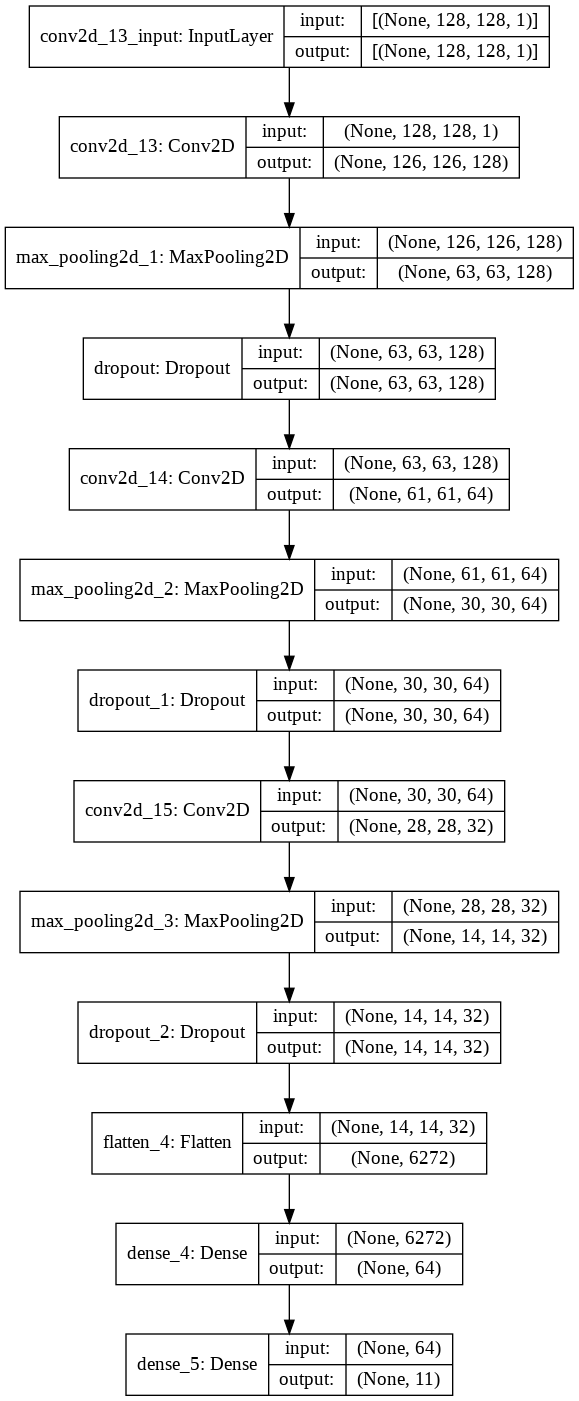 conv2d_13_input: InputLayer
input: [(None, 128, 128, 1)]
output: [(None, 128, 128, 1)]
conv2d_13: Conv2D
input: (None, 128, 128, 1)
output: (None, 126, 126, 128)
max_pooling2d_1: MaxPooling2D
input: (None, 126, 126, 128)
output: (None, 63, 63, 128)
dropout: Dropout
input: (None, 63, 63, 128)
output: (None, 63, 63, 128)
conv2d_14: Conv2D
input: (None, 63, 63, 128)
output: (None, 61, 61, 64)
max_pooling2d_2: MaxPooling2D
input: (None, 61, 61, 64)
output: (None, 30, 30, 64)
dropout_1: Dropout
input: (None, 30, 30, 64)
output: (None, 30, 30, 64)
conv2d_15: Conv2D
input: (None, 30, 30, 64)
output: (None, 28, 28, 32)
max_pooling2d_3: MaxPooling2D
input: (None, 28, 28, 32)
output: (None, 14, 14, 32)
dropout_2: Dropout
input: (None, 14, 14, 32)
output: (None, 14, 14, 32)
flatten_4: Flatten
input: (None, 14, 14, 32)
output: (None, 6272)
dense_4: Dense
input: (None, 6272)
output: (None, 64)
dense_5: Dense
input: (None, 64)
output: (None, 11)